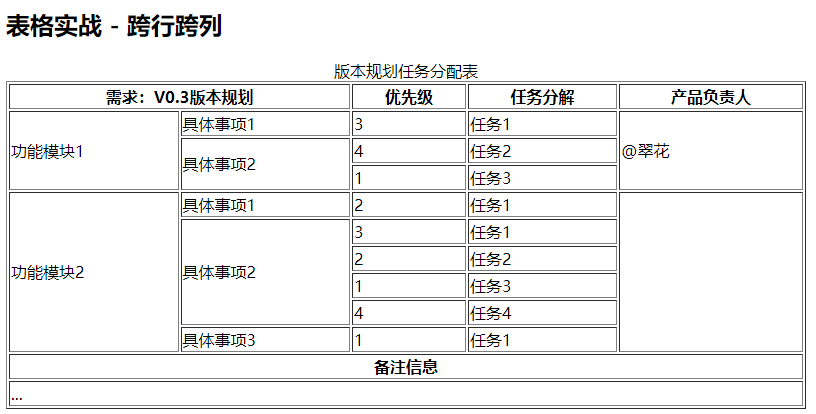 表格实战 - 跨行跨列
版本规划任务分配表
需求：V0.3版本规划 优先级 任务分解 产品负责人
功能模块1 具体事项1 3 任务1 @翠花
具体事项2 4 任务2
1 任务3
功能模块2 具体事项1 2 任务1
具体事项2 3 任务1
2 任务2
1 任务3
4 任务4
具体事项3 1 任务1
备注信息
...